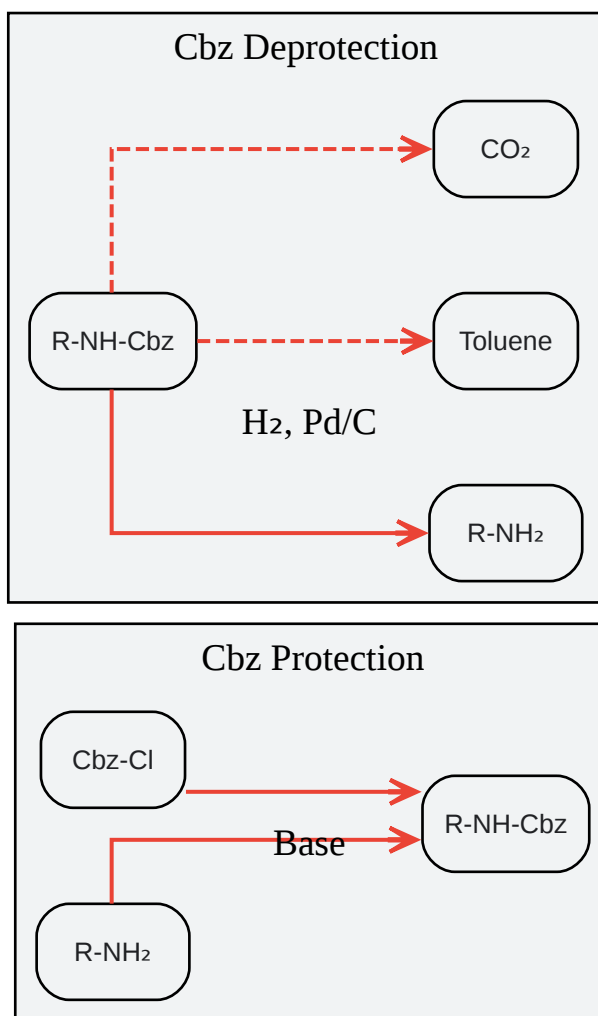 Cbz Deprotection
CO₂
R-NH-Cbz
Toluene
H₂, Pd/C
R-NH₂
Cbz Protection
Cbz-Cl
R-NH-Cbz
Base
R-NH₂